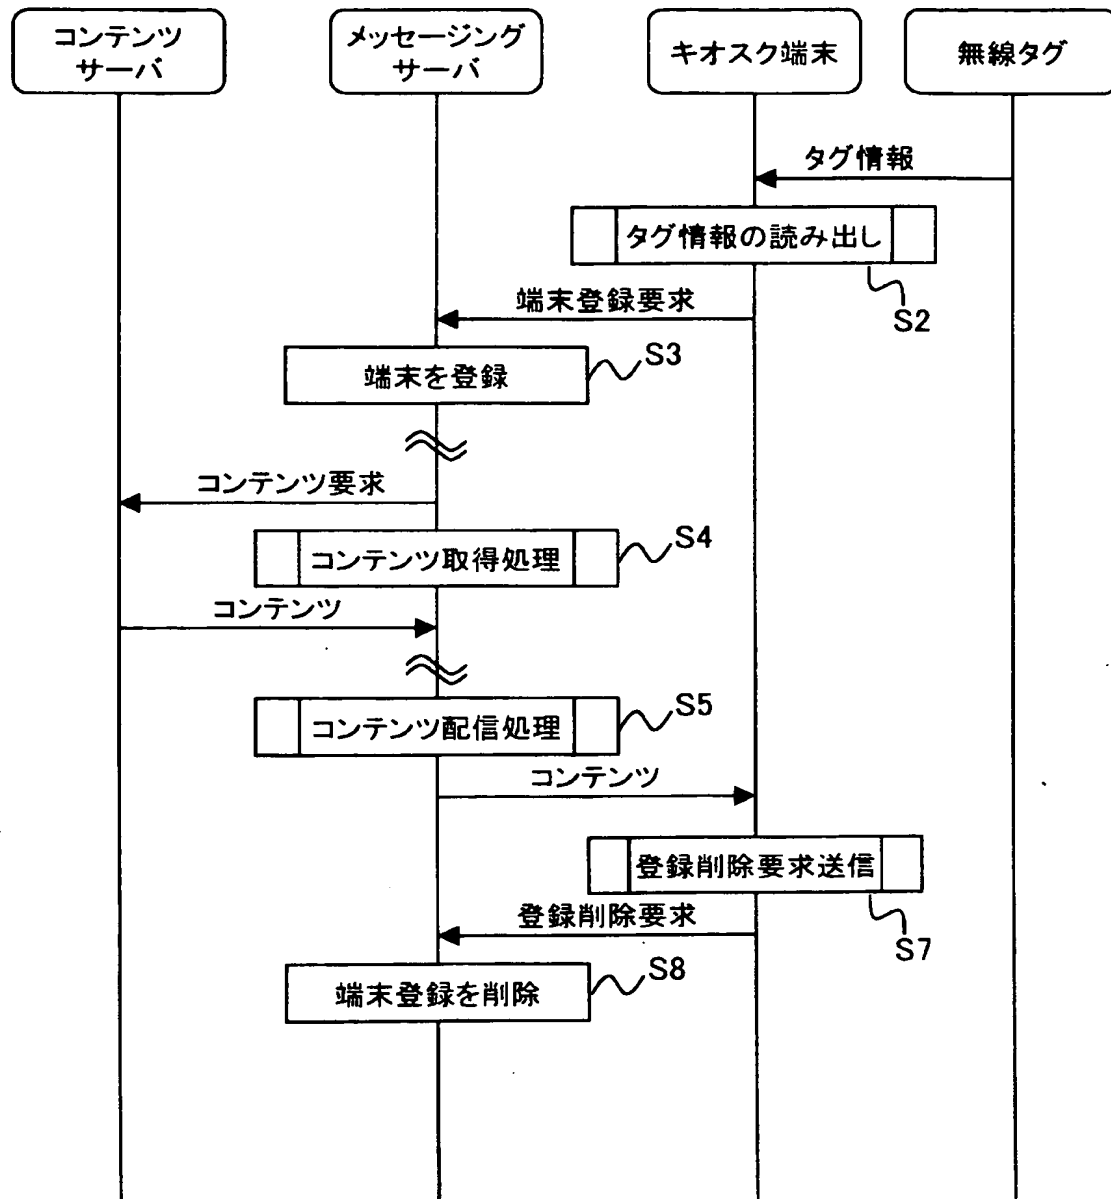 コンテンツ
サーバ
メッセージング
サーバ
キオスク端末
無線タグ
タグ情報
タグ情報の読み出し
S2
端末登録要求
端末を登録
S3
コンテンツ要求
コンテンツ取得処理
S4
コンテンツ
コンテンツ配信処理
S5
コンテンツ
登録削除要求送信
S7
登録削除要求
端末登録を削除
S8